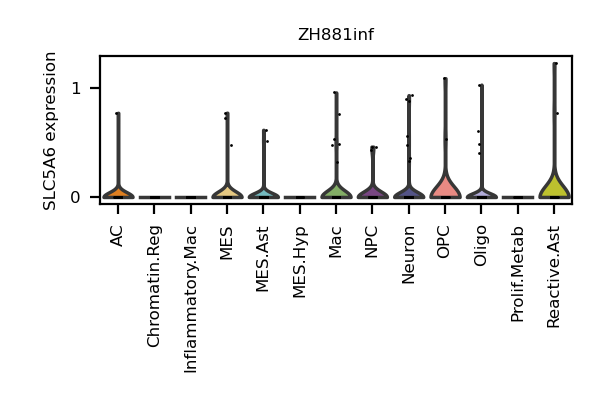 ZH881inf
SLC5A6 expression
1
0
AC
Chromatin.Reg
Inflammatory.Mac
MES
MES.Ast
MES.Hyp
Mac
NPC
Neuron
OPC
Oligo
Prolif.Metab
Reactive.Ast